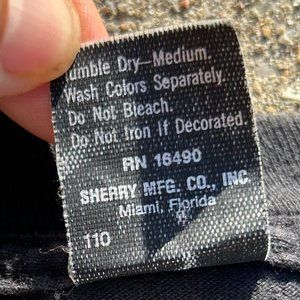 umble Dry—Medium.
Wash Colors Separately.
Do Not Bleach.
Do Not Iron If Decorated.
RN 16490
SHERRY MFG. CO., INC.
Miami, Florida
110